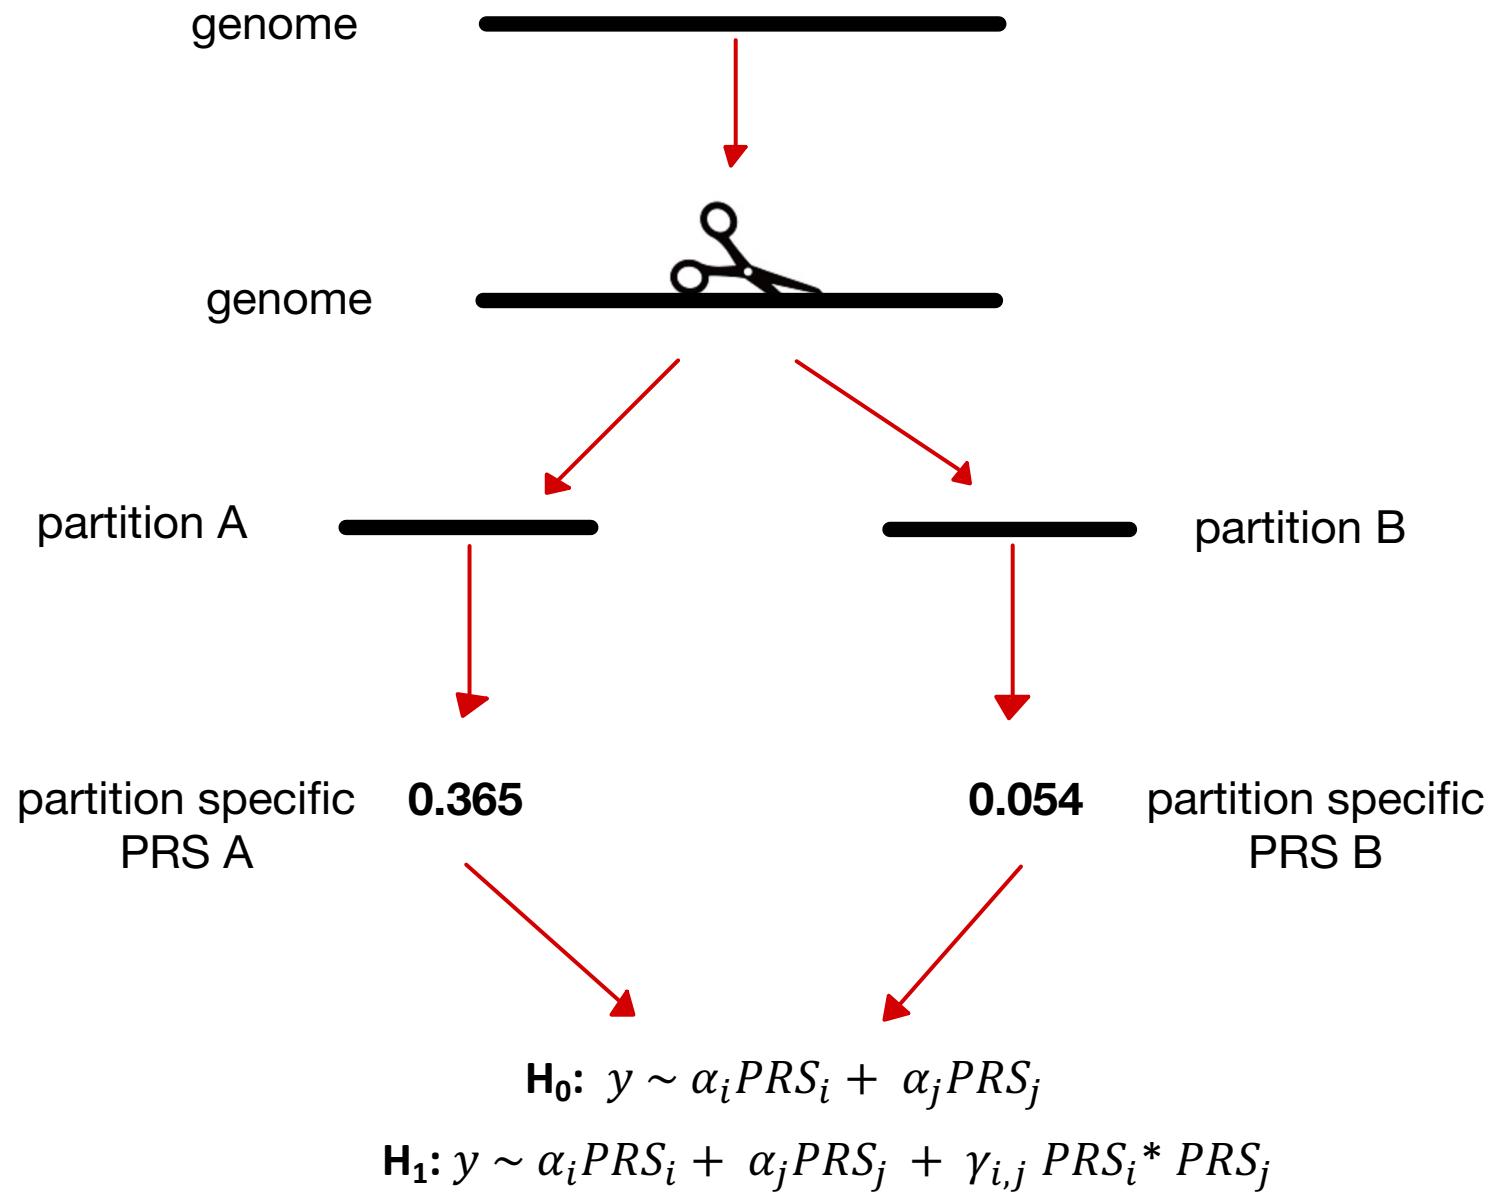 genome
genome
partition A
partition B
partition specific
PRS A
0.365
0.054
partition specific
PRS B
H₀: y ~ αᵢPRSᵢ + αⱼPRSⱼ
H₁: y ~ αᵢPRSᵢ + αⱼPRSⱼ + γᵢ,ⱼ PRSᵢ* PRSⱼ